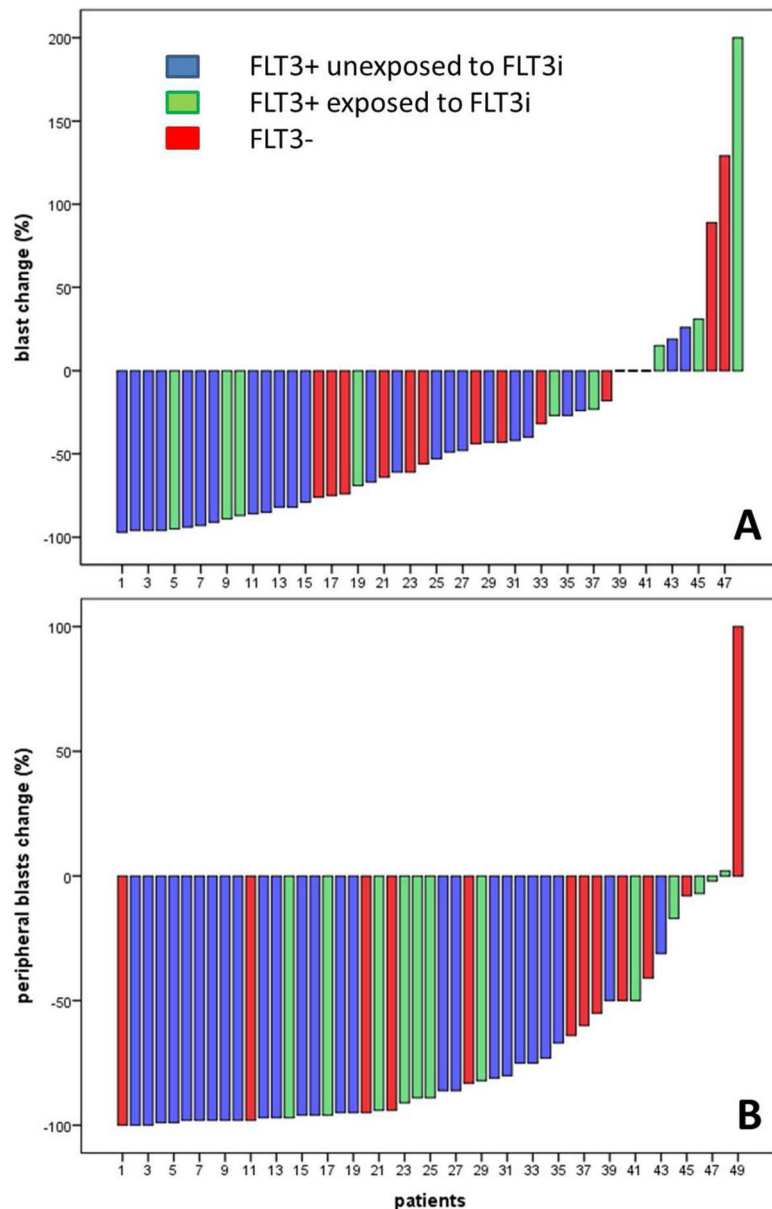 200
FLT3+ unexposed to FLT3i
FLT3+ exposed to FLT3i
150
FLT3-
100
50
0
-50
-100
blast change (%)
A
1 3 5 7 9 11 13 15 17 19 21 23 25 27 29 31 33 35 37 39 41 43 45 47
100
50
0
-50
-100
peripheral blasts change (%)
B
1 3 5 7 9 11 13 15 17 19 21 23 25 27 29 31 33 35 37 39 41 43 45 47 49
patients